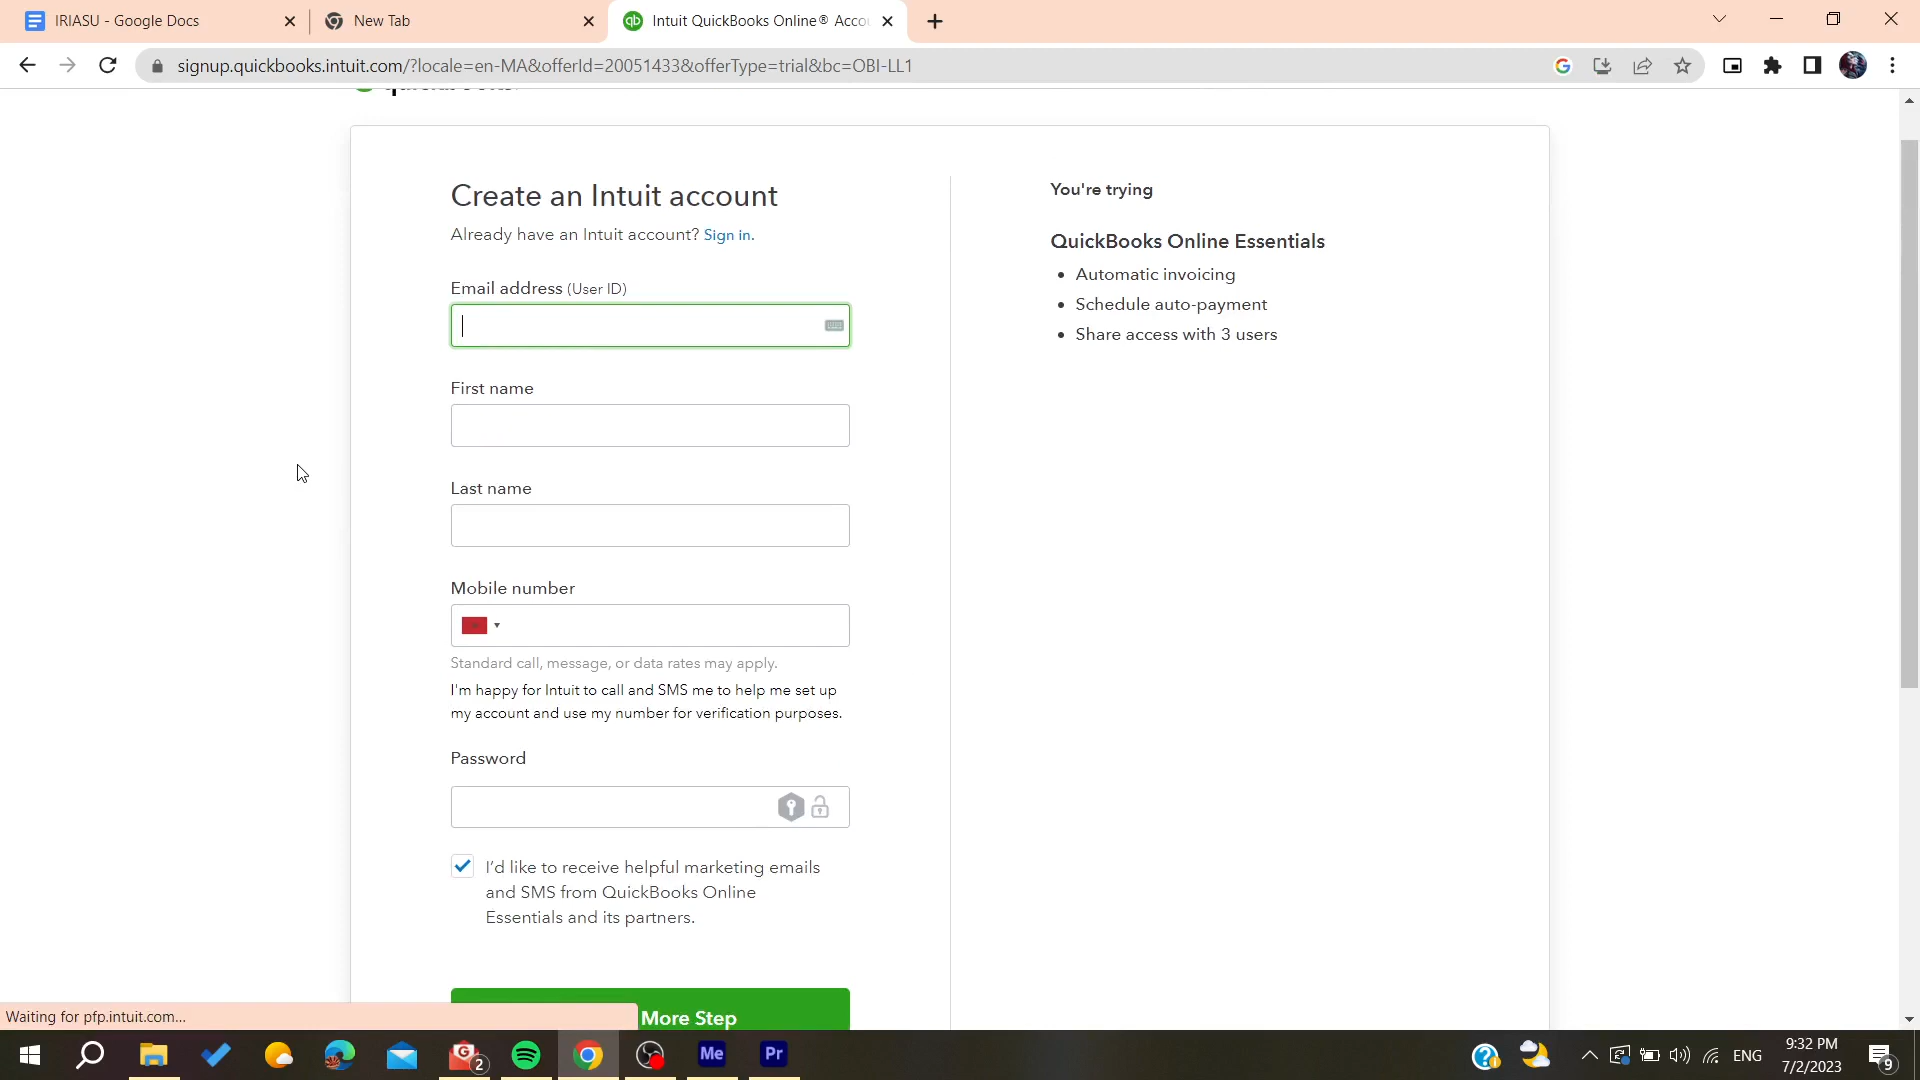 IRIASU - Google Docs
New Tab
Intuit QuickBooks Online® Accou
signup.quickbooks.intuit.com/?locale=en-MA&offerId=20051433&offerType=trial&bc=OBI-LL1
quickbooks.
Create an Intuit account
Already have an Intuit account? Sign in.
Email address (User ID)
First name
Last name
Mobile number
Standard call, message, or data rates may apply.
I'm happy for Intuit to call and SMS me to help me set up
my account and use my number for verification purposes.
Password
I'd like to receive helpful marketing emails
and SMS from QuickBooks Online
Essentials and its partners.
More Step
You're trying
QuickBooks Online Essentials
• Automatic invoicing
• Schedule auto-payment
• Share access with 3 users
Waiting for pfp.intuit.com...
2
Me
Pr
ENG
9:32 PM
7/2/2023
9